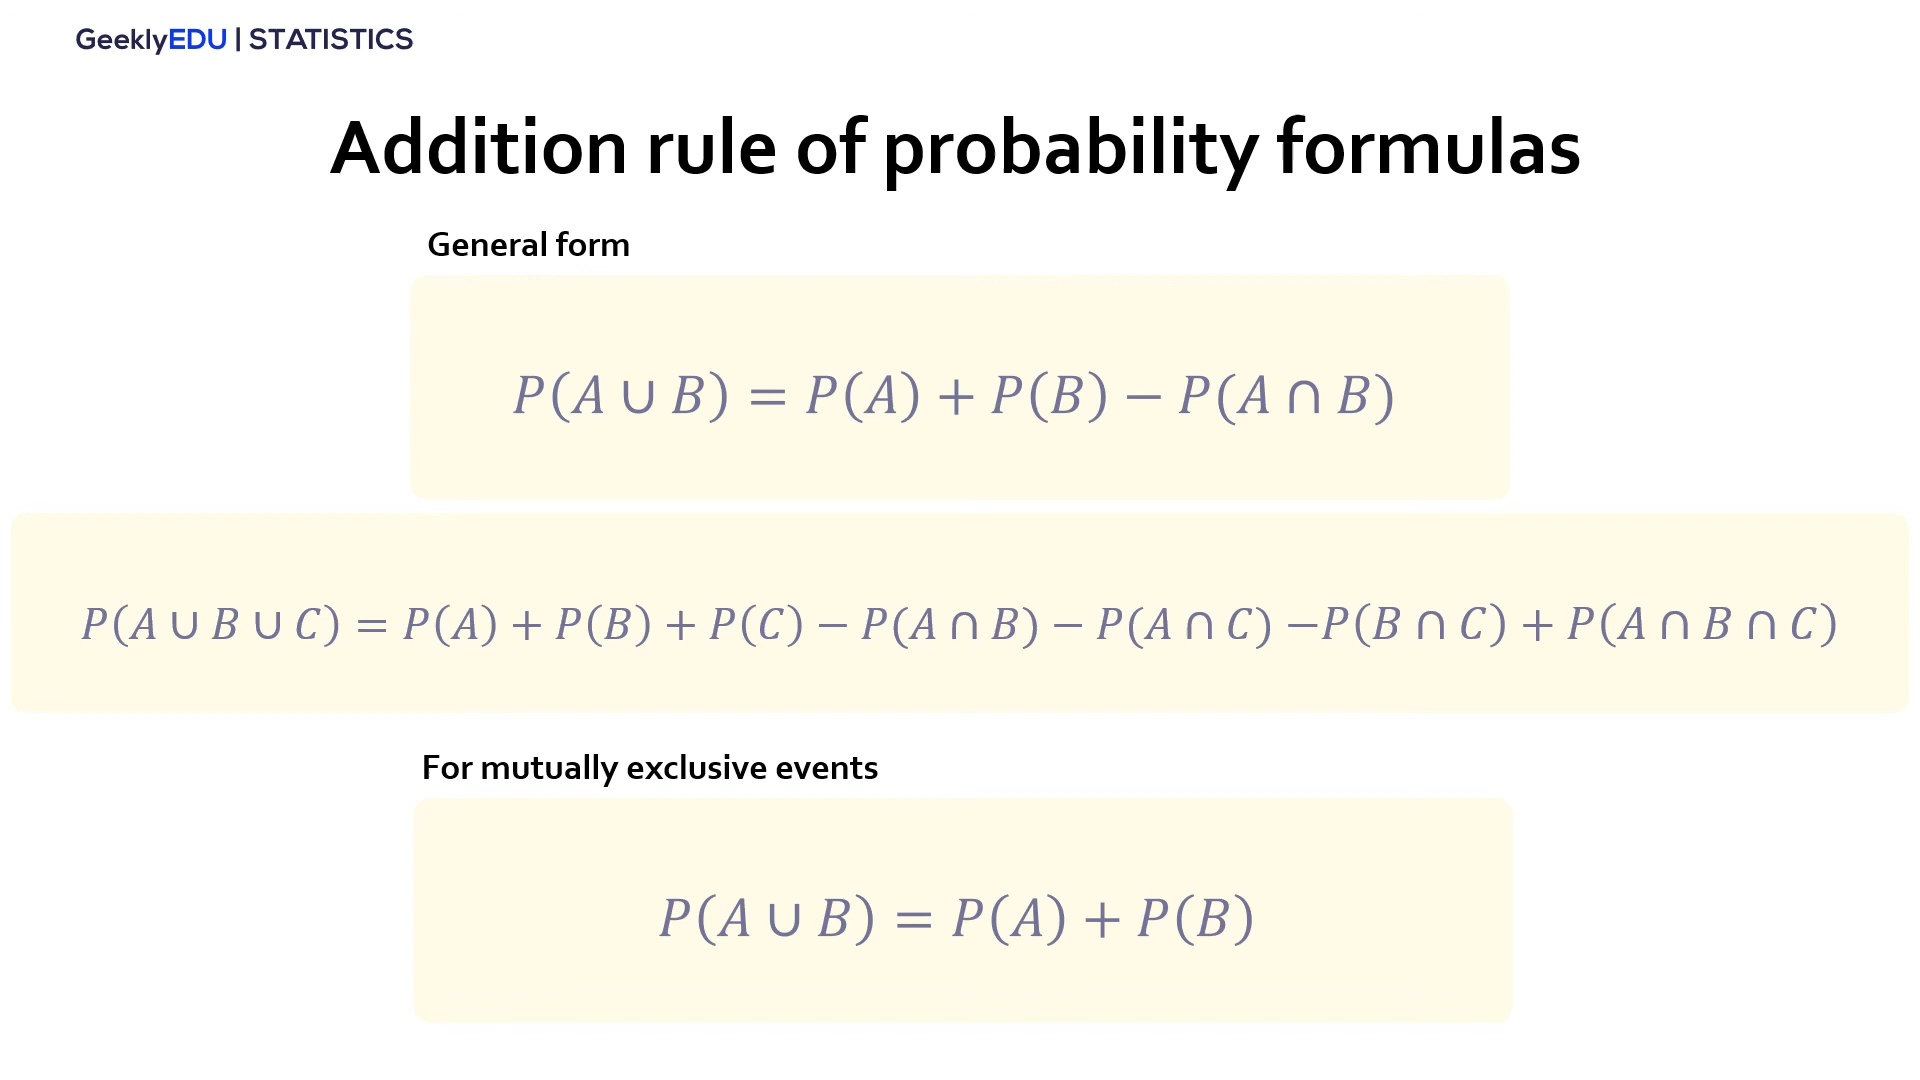 GeeklyEDU | STATISTICS
Addition rule of probability formulas
General form
P(A ∪ B) = P(A) + P(B) − P(A ∩ B)
P(A ∪ B ∪ C) = P(A) + P(B) + P(C) − P(A ∩ B) − P(A ∩ C) −P(B ∩ C) + P(A ∩ B ∩ C)
For mutually exclusive events
P(A ∪ B) = P(A) + P(B)